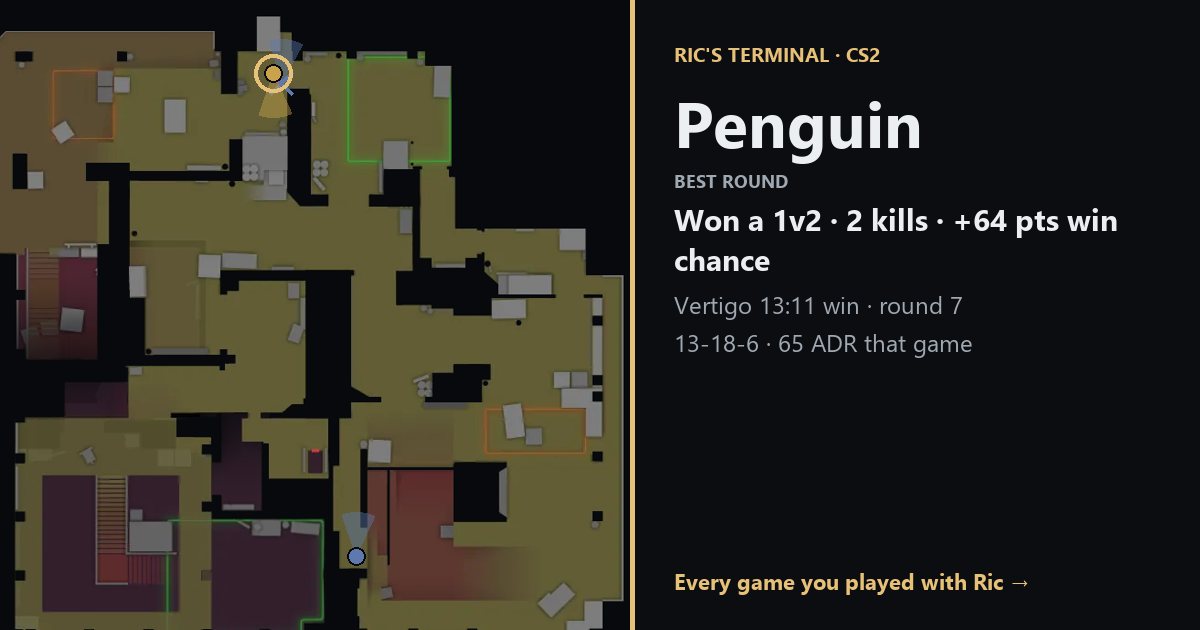 RIC'S TERMINAL · CS2
Penguin
BEST ROUND
Won a 1v2 · 2 kills · +64 pts win
chance
Vertigo 13:11 win · round 7
13-18-6 · 65 ADR that game
Every game you played with Ric →